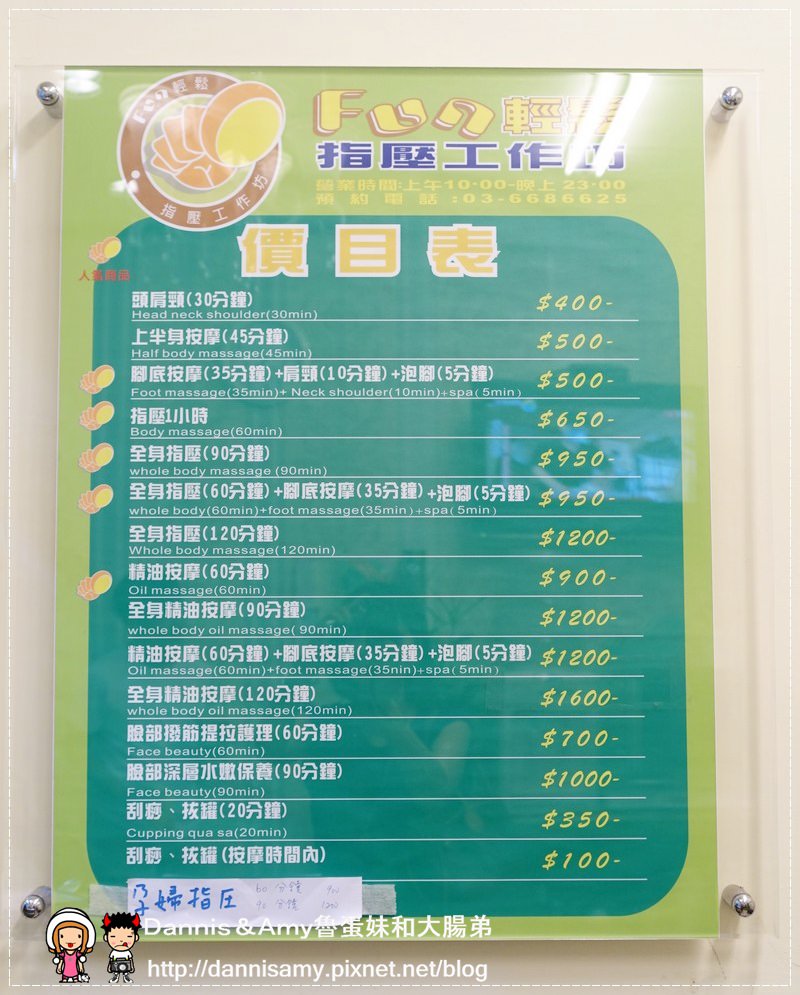 Fun輕鬆
指壓工作坊
Fun輕鬆
指壓工作坊
營業時間:上午10:00-晚上 23:00
預約電話:03-6686625
價目表
人氣商品
頭肩頸(30分鐘) $400-
Head neck shoulder(30min)
上半身按摩(45分鐘) $500-
Half body massage(45min)
腳底按摩(35分鐘)+肩頸(10分鐘)+泡腳(5分鐘) $500-
Foot massage(35min)+ Neck shoulder(10min)+spa(5min)
指壓1小時 $650-
Body massage(60min)
全身指壓(90分鐘) $950-
whole body massage (90min)
全身指壓(60分鐘)+腳底按摩(35分鐘)+泡腳(5分鐘) $950-
whole body(60min)+foot massage(35min)+spa(5min)
全身指壓(120分鐘) $1200-
Whole body massage(120min)
精油按摩(60分鐘) $900-
Oil massage(60min)
全身精油按摩(90分鐘) $1200-
whole body oil massage( 90min)
精油按摩(60分鐘)+腳底按摩(35分鐘)+泡腳(5分鐘) $1200-
Oil massage(60min)+foot massage(35nin)+spa(5min)
全身精油按摩(120分鐘) $1600-
whole body oil massage(120min)
臉部撥筋提拉護理(60分鐘) $700-
Face beauty(60min)
臉部深層水嫩保養(90分鐘) $1000-
Face beauty(90min)
刮痧、拔罐(20分鐘) $350-
Cupping qua sa(20min)
刮痧、拔罐(按摩時間內) $100-
孕婦指圧 60分鐘 900
90分鐘 1200
Dannis＆Amy魯蛋妹和大腸弟
http://dannisamy.pixnet.net/blog